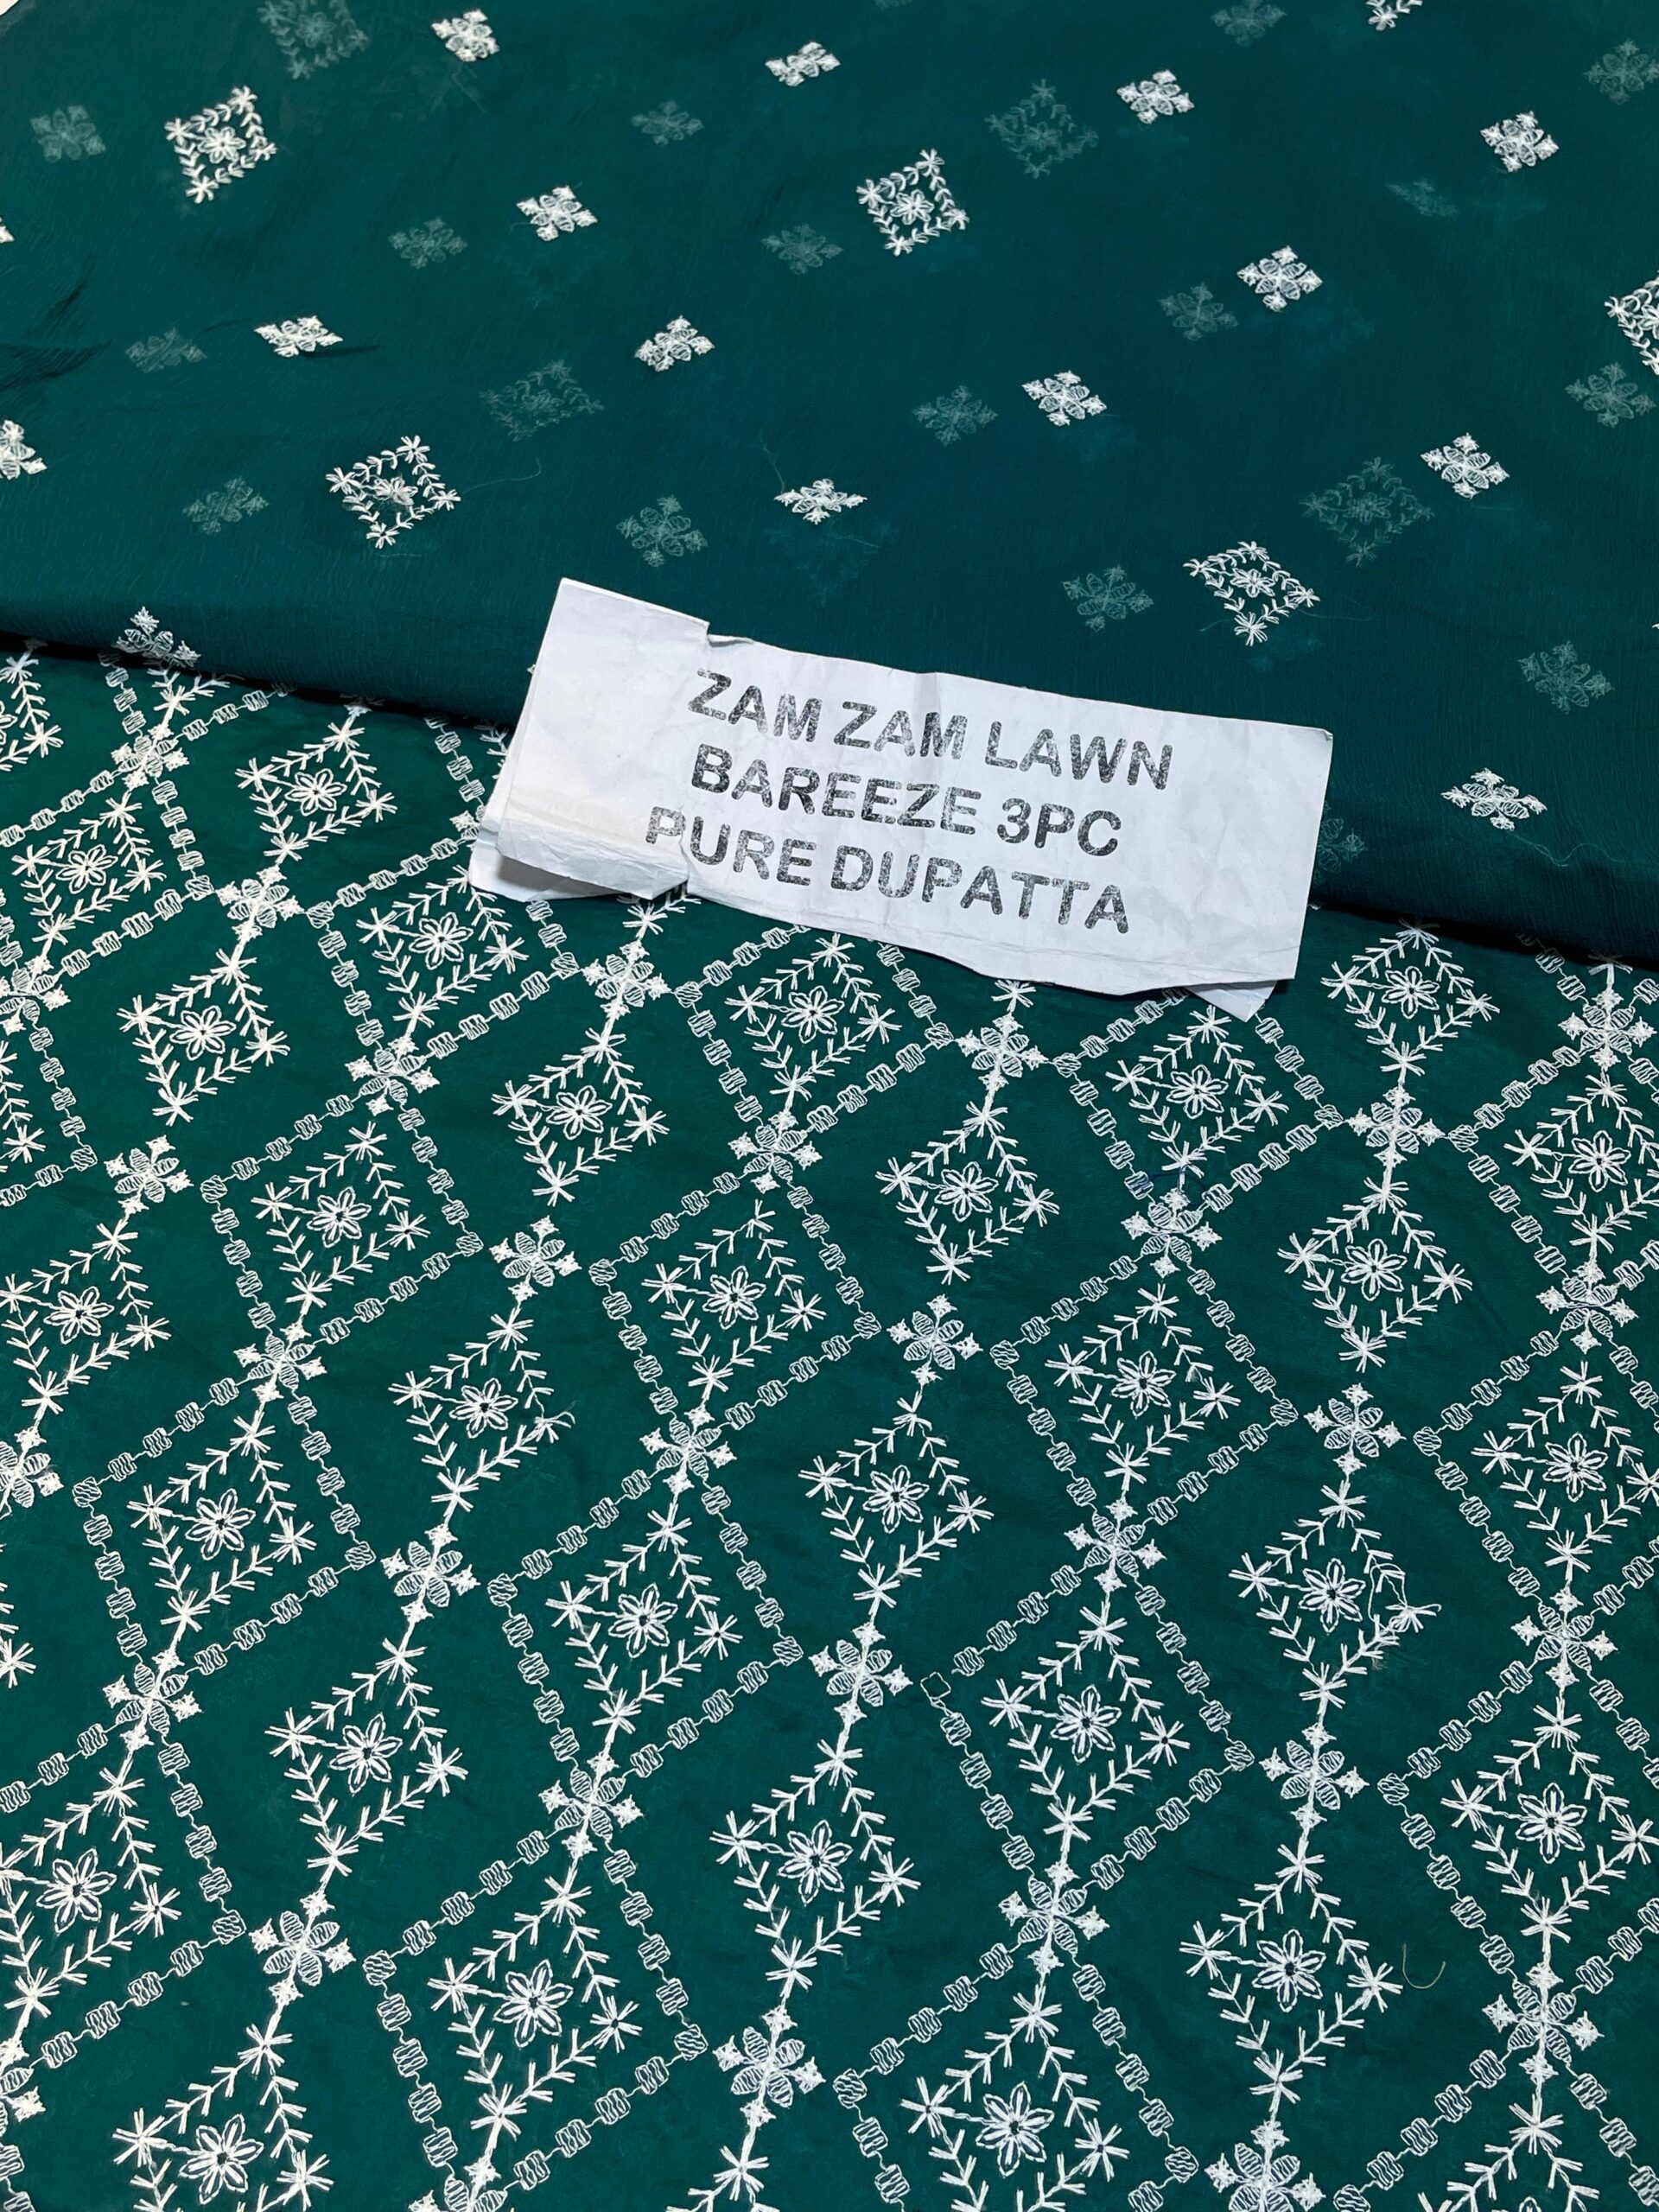 ZAM ZAM LAWN
BAREEZE 3PC
PURE DUPATTA